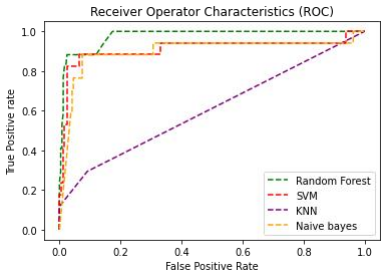 Receiver Operator Characteristics (ROC)
True Positive rate
1.0
0.8
0.6
0.4
0.2
0.0
Random Forest
SVM
KNN
Naive bayes
0.0 0.2 0.4 0.6 0.8 1.0
False Positive Rate